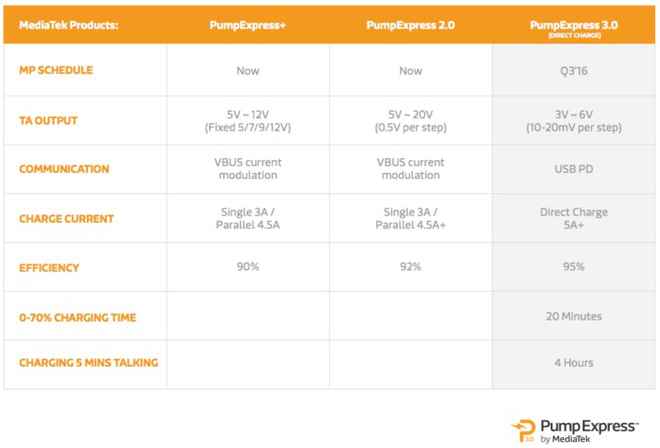 MediaTek Products: PumpExpress+ PumpExpress 2.0 PumpExpress 3.0
(DIRECT CHARGE)
MP SCHEDULE Now Now Q3'16
TA OUTPUT 5V ~ 12V 5V ~ 20V 3V ~ 6V
(Fixed 5/7/9/12V) (0.5V per step) (10-20mV per step)
COMMUNICATION VBUS current VBUS current USB PD
modulation modulation
CHARGE CURRENT Single 3A / Single 3A / Direct Charge
Parallel 4.5A Parallel 4.5A+ 5A+
EFFICIENCY 90% 92% 95%
0-70% CHARGING TIME 20 Minutes
CHARGING 5 MINS TALKING 4 Hours
3.0 PumpExpress™
by MediaTek